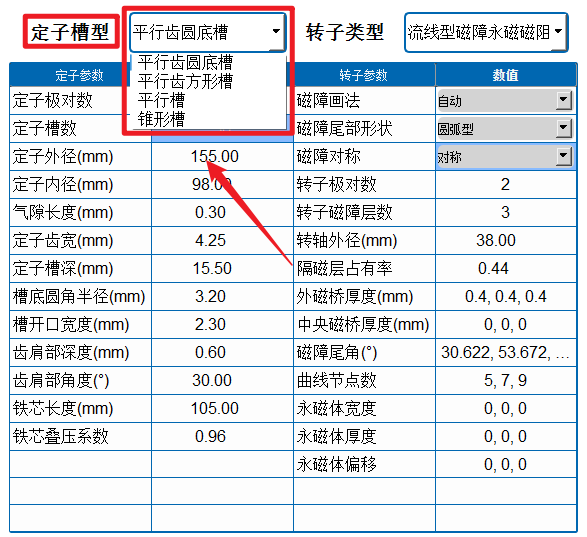 定子槽型 平行齿圆底槽 转子类型 流线型磁障永磁磁阻
平行齿圆底槽
平行齿方形槽
平行槽
锥形槽
定子参数 转子参数 数值
定子极对数 磁障画法 自动
定子槽数 磁障尾部形状 圆弧型
定子外径(mm) 155.00 磁障对称 对称
定子内径(mm) 98.00 转子极对数 2
气隙长度(mm) 0.30 转子磁障层数 3
定子齿宽(mm) 4.25 转轴外径(mm) 38.00
定子槽深(mm) 15.50 隔磁层占有率 0.44
槽底圆角半径(mm) 3.20 外磁桥厚度(mm) 0.4, 0.4, 0.4
槽开口宽度(mm) 2.30 中央磁桥厚度(mm) 0, 0, 0
齿肩部深度(mm) 0.60 磁障尾角(°) 30.622, 53.672, ...
齿肩部角度(°) 30.00 曲线节点数 5, 7, 9
铁芯长度(mm) 105.00 永磁体宽度 0, 0, 0
铁芯叠压系数 0.96 永磁体厚度 0, 0, 0
永磁体偏移 0, 0, 0